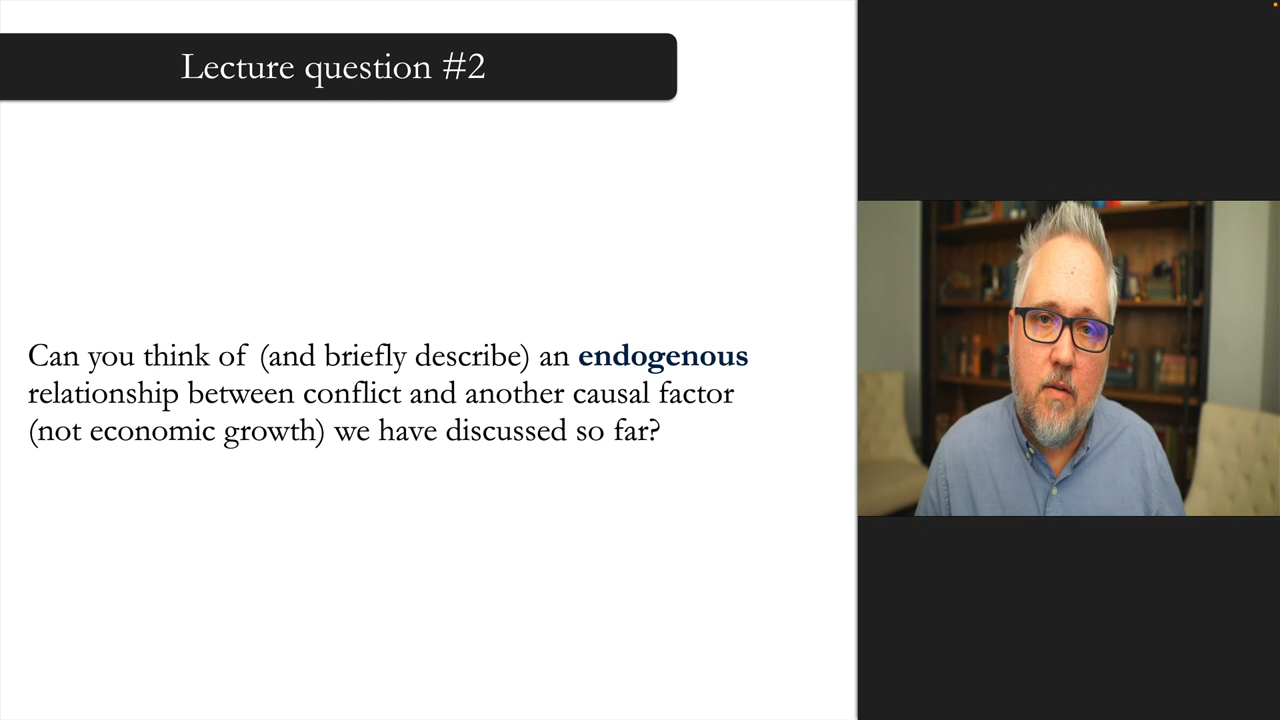 Lecture question #2
Can you think of (and briefly describe) an endogenous
relationship between conflict and another causal factor
(not economic growth) we have discussed so far?